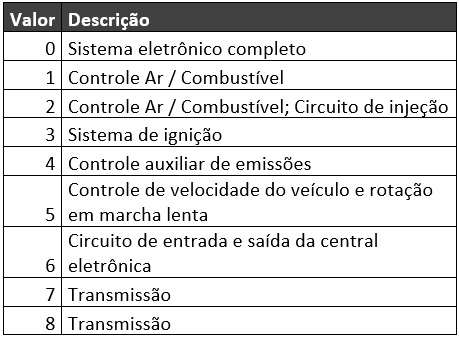 Valor Descrição
0 Sistema eletrônico completo
1 Controle Ar / Combustível
2 Controle Ar / Combustível; Circuito de injeção
3 Sistema de ignição
4 Controle auxiliar de emissões
Controle de velocidade do veículo e rotação
5 em marcha lenta
Circuito de entrada e saída da central
6 eletrônica
7 Transmissão
8 Transmissão